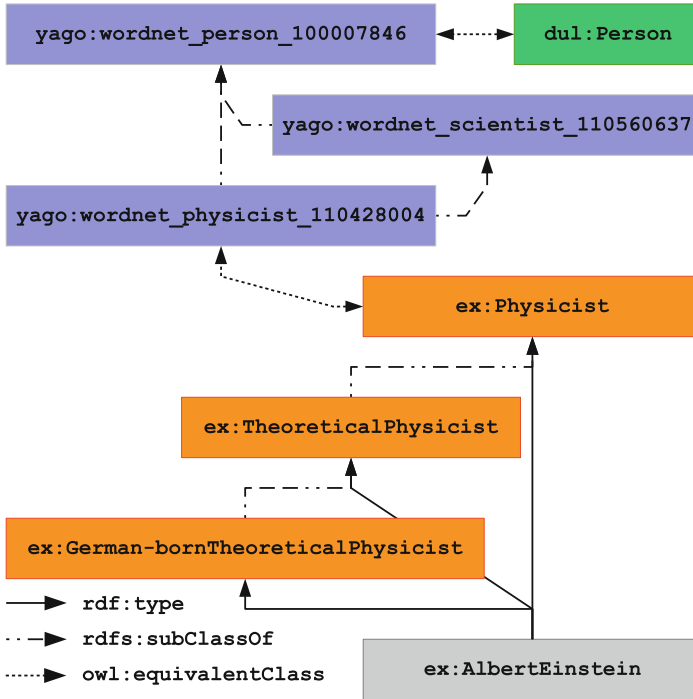 yago:wordnet_person_100007846
dul:Person
yago:wordnet_scientist_110560637
yago:wordnet_physicist_110428004
ex:Physicist
ex:TheoreticalPhysicist
ex:German-bornTheoreticalPhysicist
rdf:type
rdfs:subClassOf
owl:equivalentClass
ex:AlbertEinstein